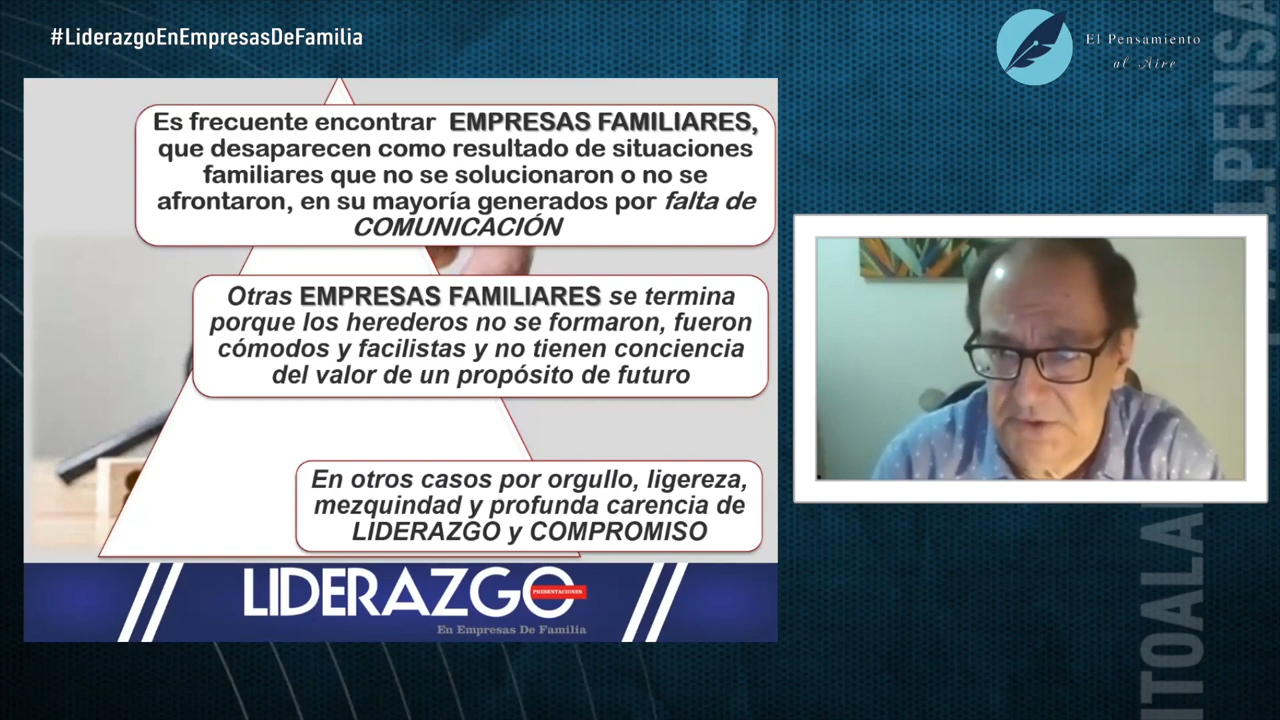 #LiderazgoEnEmpresasDeFamilia
El Pensamiento
al Aire
Es frecuente encontrar EMPRESAS FAMILIARES,
que desaparecen como resultado de situaciones
familiares que no se solucionaron o no se
afrontaron, en su mayoría generados por falta de
COMUNICACIÓN
Otras EMPRESAS FAMILIARES se termina
porque los herederos no se formaron, fueron
cómodos y facilistas y no tienen conciencia
del valor de un propósito de futuro
En otros casos por orgullo, ligereza,
mezquindad y profunda carencia de
LIDERAZGO y COMPROMISO
LIDERAZGO
PRESENTACIONES
En Empresas De Familia